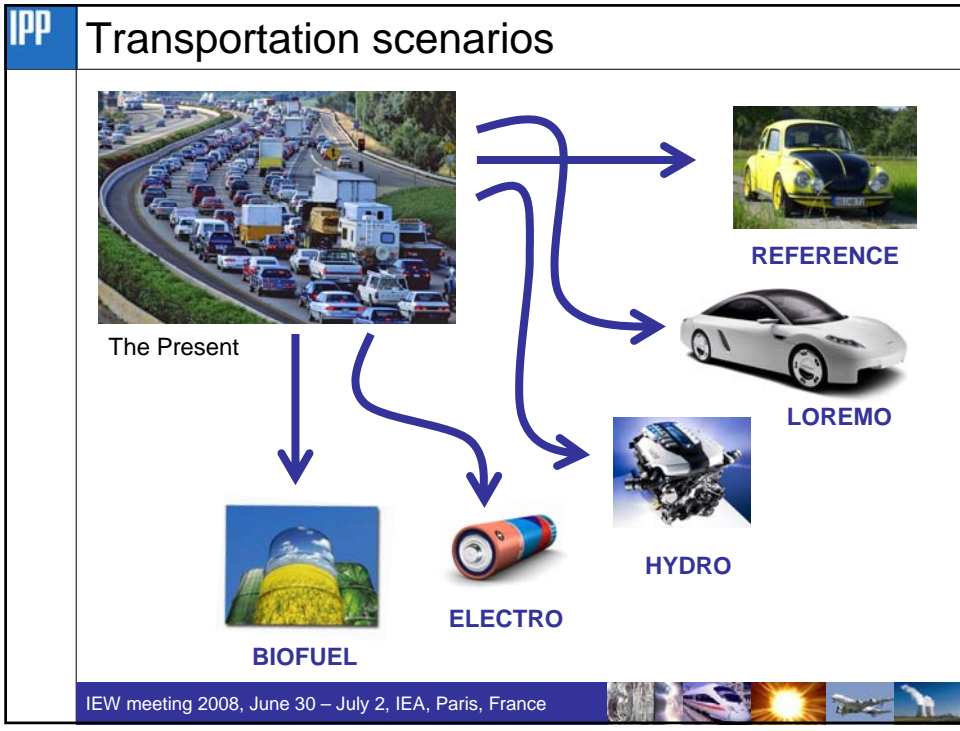 IPP
Transportation scenarios
The Present
REFERENCE
LOREMO
HYDRO
ELECTRO
BIOFUEL
IEW meeting 2008, June 30 – July 2, IEA, Paris, France